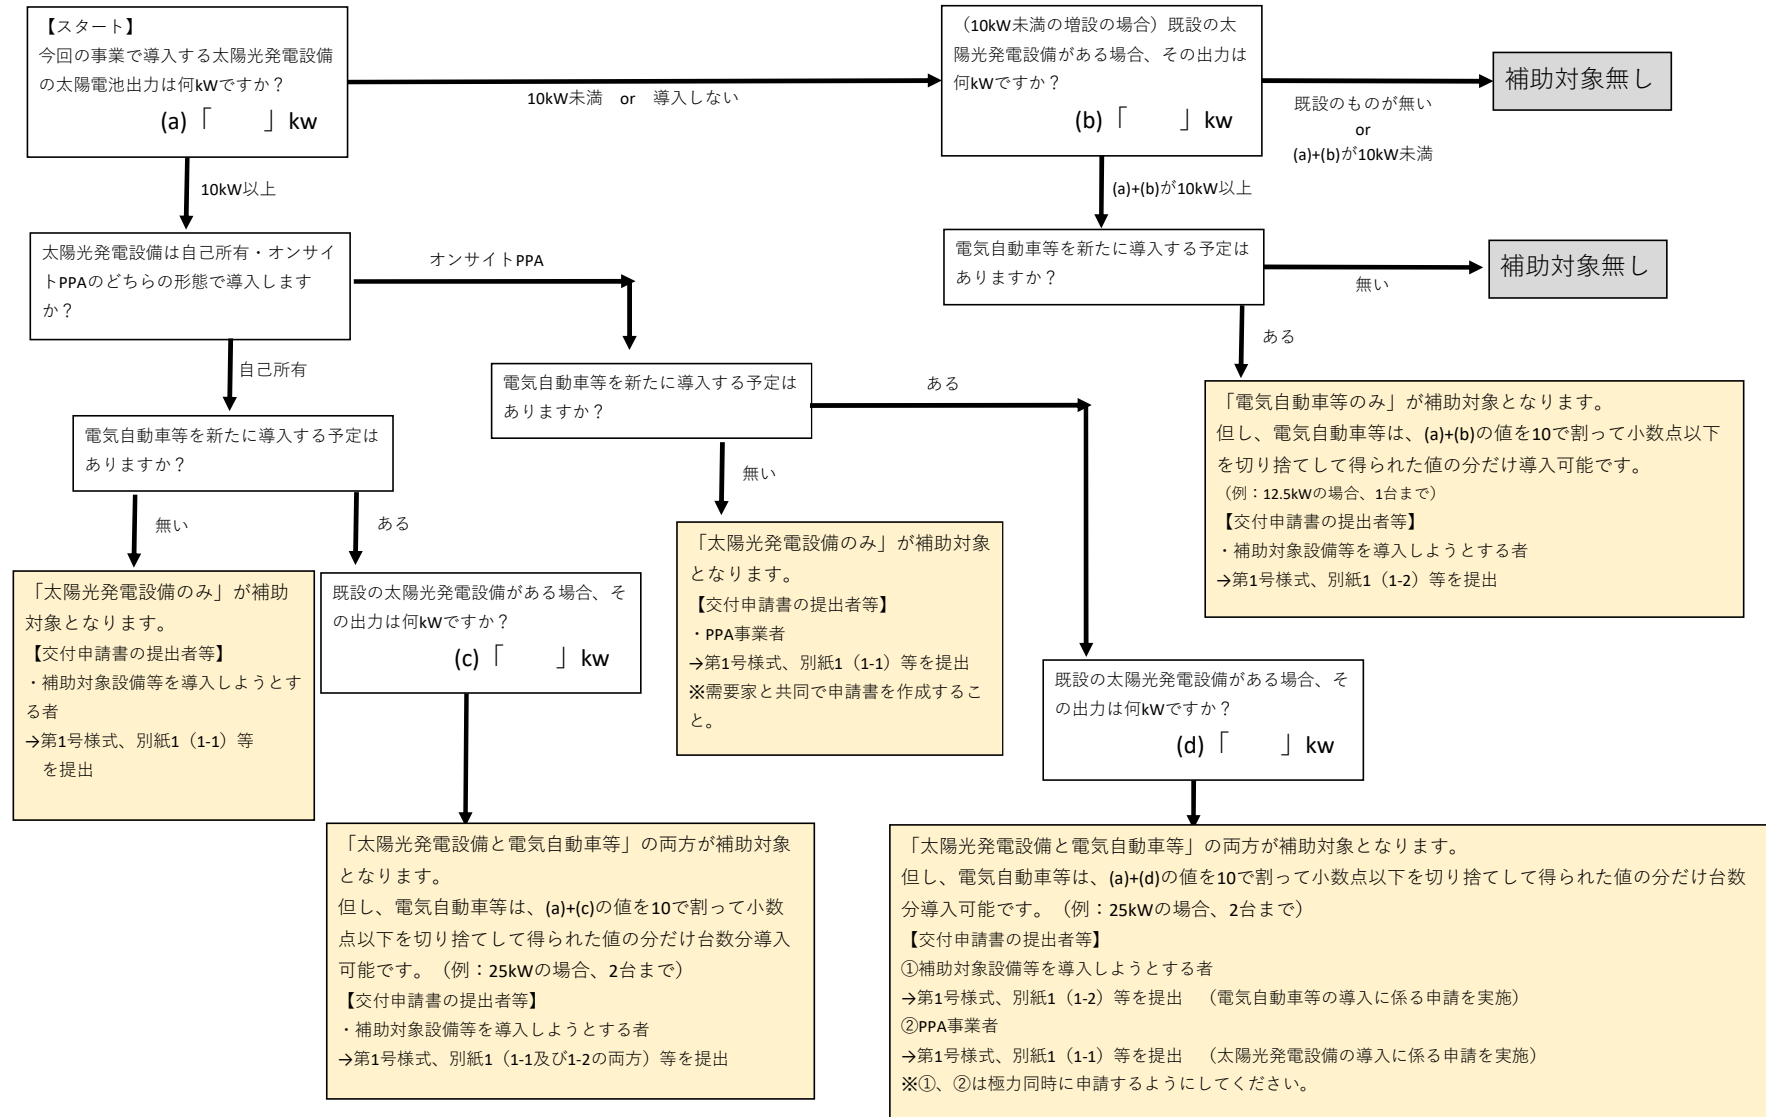 【スタート】
今回の事業で導入する太陽光発電設備
の太陽電池出力は何kWですか？
(a)「　　」kw
10kW未満　or　導入しない
（10kW未満の増設の場合）既設の太
陽光発電設備がある場合、その出力は
何kWですか？
(b)「　　」kw
既設のものが無い
or
(a)+(b)が10kW未満
補助対象無し
10kW以上
(a)+(b)が10kW以上
太陽光発電設備は自己所有・オンサイ
トPPAのどちらの形態で導入します
か？
オンサイトPPA
電気自動車等を新たに導入する予定は
ありますか？
無い
補助対象無し
ある
自己所有
電気自動車等を新たに導入する予定は
ありますか？
ある
「電気自動車等のみ」が補助対象となります。
但し、電気自動車等は、(a)+(b)の値を10で割って小数点以下
を切り捨てして得られた値の分だけ導入可能です。
（例：12.5kWの場合、1台まで）
【交付申請書の提出者等】
・補助対象設備等を導入しようとする者
→第1号様式、別紙1（1-2）等を提出
電気自動車等を新たに導入する予定は
ありますか？
無い
ある
無い
「太陽光発電設備のみ」が補助
対象となります。
【交付申請書の提出者等】
・補助対象設備等を導入しようとす
る者
→第1号様式、別紙1（1-1）等
を提出
既設の太陽光発電設備がある場合、そ
の出力は何kWですか？
(c)「　　」kw
「太陽光発電設備のみ」が補助対象
となります。
【交付申請書の提出者等】
・PPA事業者
→第1号様式、別紙1（1-1）等を提出
※需要家と共同で申請書を作成するこ
と。
既設の太陽光発電設備がある場合、そ
の出力は何kWですか？
(d)「　　」kw
「太陽光発電設備と電気自動車等」の両方が補助対象
となります。
但し、電気自動車等は、(a)+(c)の値を10で割って小数
点以下を切り捨てして得られた値の分だけ台数分導入
可能です。（例：25kWの場合、2台まで）
【交付申請書の提出者等】
・補助対象設備等を導入しようとする者
→第1号様式、別紙1（1-1及び1-2の両方）等を提出
「太陽光発電設備と電気自動車等」の両方が補助対象となります。
但し、電気自動車等は、(a)+(d)の値を10で割って小数点以下を切り捨てして得られた値の分だけ台数
分導入可能です。（例：25kWの場合、2台まで）
【交付申請書の提出者等】
①補助対象設備等を導入しようとする者
→第1号様式、別紙1（1-2）等を提出　（電気自動車等の導入に係る申請を実施）
②PPA事業者
→第1号様式、別紙1（1-1）等を提出　（太陽光発電設備の導入に係る申請を実施）
※①、②は極力同時に申請するようにしてください。